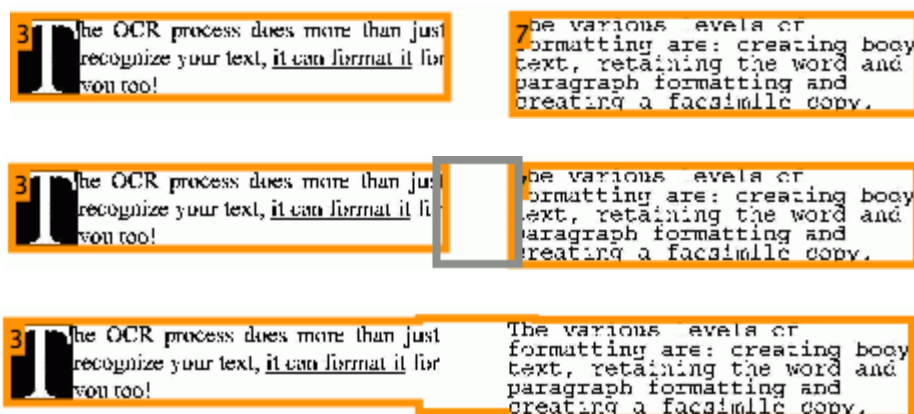 3
The OCR process does more than just
recognize your text, it can format it for
you too!
7
The various levels of
formatting are: creating body
text, retaining the word and
paragraph formatting and
creating a facsimile copy.
3
The OCR process does more than just
recognize your text, it can format it
you too!
The various levels of
formatting are: creating body
text, retaining the word and
paragraph formatting and
creating a facsimile copy.
3
The OCR process does more than just
recognize your text, it can format it for
you too!
The various levels of
formatting are: creating body
text, retaining the word and
paragraph formatting and
creating a facsimile copy.